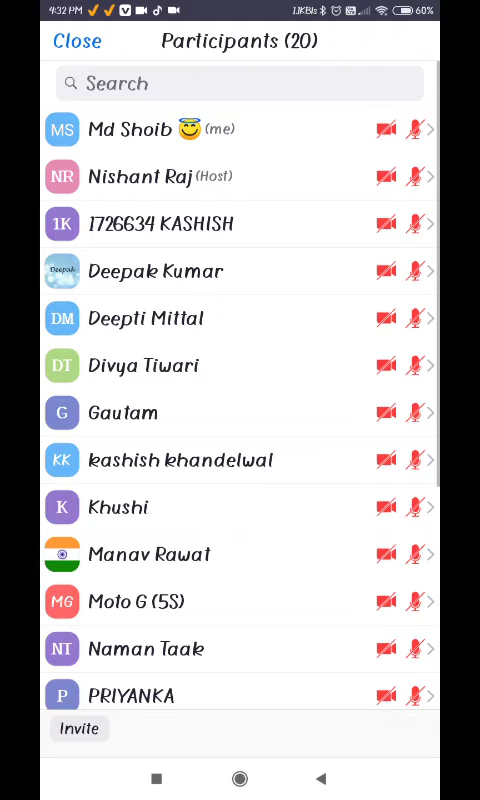 4:32 PM 1.1KB/s 60%
Close Participants (20)
Search
MS Md Shoib 😇 (me)
NR Nishant Raj (Host)
1K 1726634 KASHISH
Deepak Deepak Kumar
DM Deepti Mittal
DT Divya Tiwari
G Gautam
KK kashish khandelwal
K Khushi
Manav Rawat
MG Moto G (5S)
NT Naman Taak
P PRIYANKA
Invite